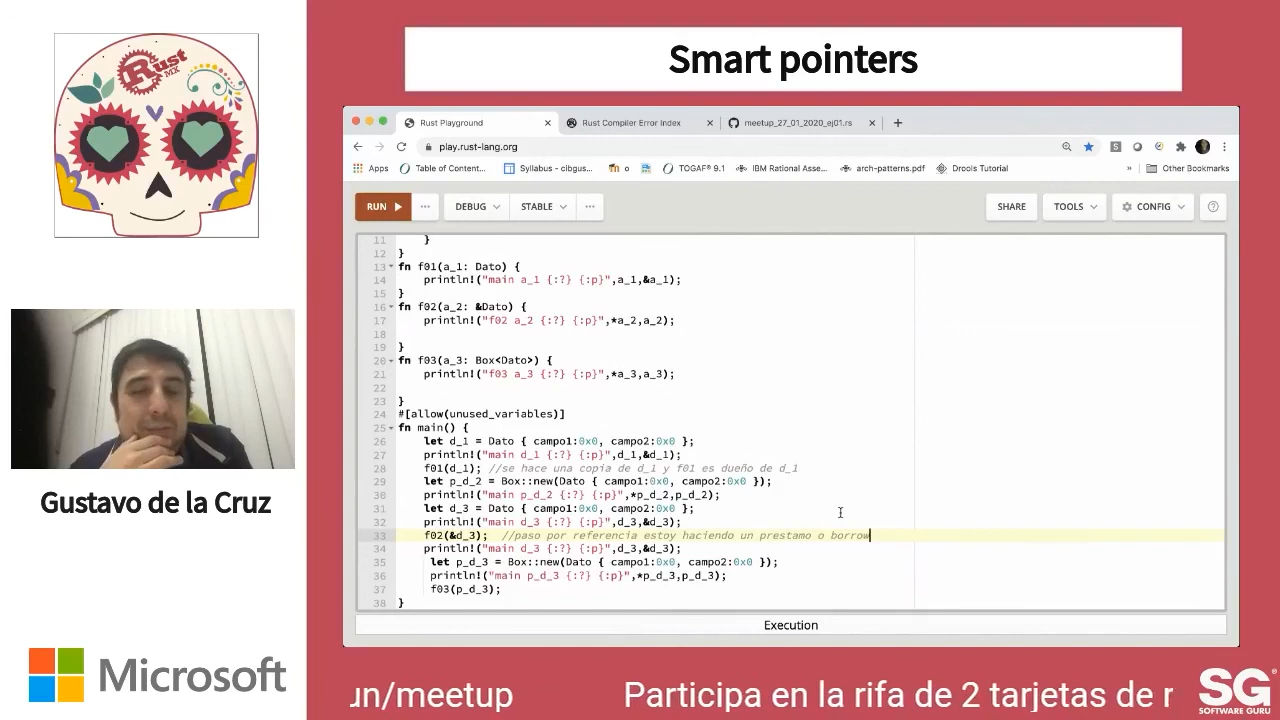 Smart pointers
Rust
MX
Rust Playground
Rust Compiler Error Index
meetup_27_01_2020_ej01.rs
play.rust-lang.org
Apps
Table of Content...
Syllabus - cibgus...
o
TOGAF® 9.1
IBM Rational Asse...
arch-patterns.pdf
Drools Tutorial
»
Other Bookmarks
RUN
DEBUG
STABLE
SHARE
TOOLS
CONFIG
11 }
12 }
13 fn f01(a_1: Dato) {
14 println!("main a_1 {:?} {:p}",a_1,&a_1);
15 }
16 fn f02(a_2: &Dato) {
17 println!("f02 a_2 {:?} {:p}",*a_2,a_2);
18
19 }
20 fn f03(a_3: Box<Dato>) {
21 println!("f03 a_3 {:?} {:p}",*a_3,a_3);
22
23 }
24 #[allow(unused_variables)]
25 fn main() {
26 let d_1 = Dato { campo1:0x0, campo2:0x0 };
27 println!("main d_1 {:?} {:p}",d_1,&d_1);
28 f01(d_1); //se hace una copia de d_1 y f01 es dueño de d_1
29 let p_d_2 = Box::new(Dato { campo1:0x0, campo2:0x0 });
30 println!("main p_d_2 {:?} {:p}",*p_d_2,p_d_2);
31 let d_3 = Dato { campo1:0x0, campo2:0x0 };
32 println!("main d_3 {:?} {:p}",d_3,&d_3);
33 f02(&d_3); //paso por referencia estoy haciendo un prestamo o borrow
34 println!("main d_3 {:?} {:p}",d_3,&d_3);
35 let p_d_3 = Box::new(Dato { campo1:0x0, campo2:0x0 });
36 println!("main p_d_3 {:?} {:p}",*p_d_3,p_d_3);
37 f03(p_d_3);
38 }
Execution
Gustavo de la Cruz
Microsoft
un/meetup
Participa en la rifa de 2 tarjetas de r
SG
SOFTWARE GURU